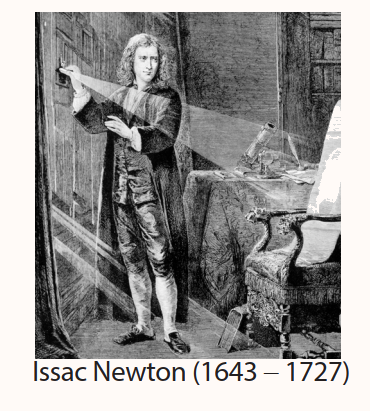 Issac Newton (1643 – 1727)